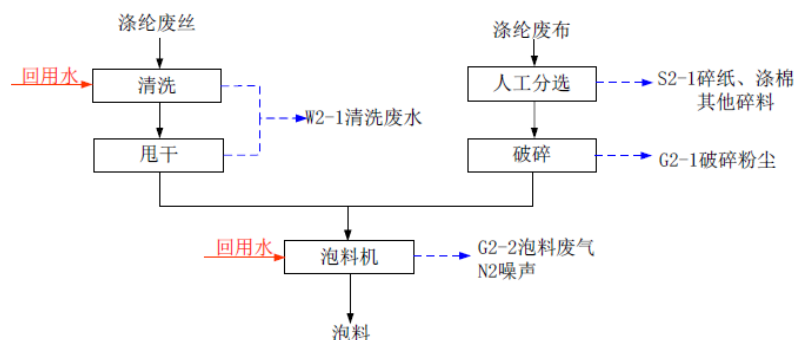 涤纶废丝
涤纶废布
回用水
清洗
人工分选
S2-1碎纸、涤棉
其他碎料
W2-1清洗废水
甩干
破碎
G2-1破碎粉尘
回用水
泡料机
G2-2泡料废气
N2噪声
泡料